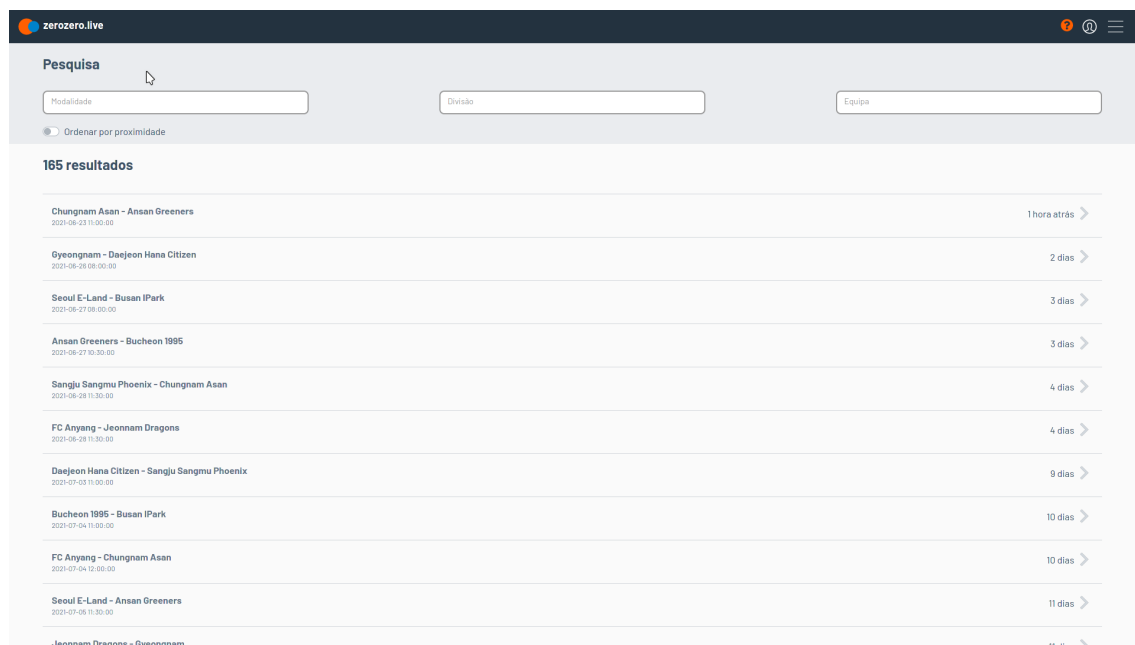 zerozero.live
?
Pesquisa
Modalidade
Divisão
Equipa
Ordenar por proximidade
165 resultados
Chungnam Asan - Ansan Greeners
2021-06-23 11:00:00
1 hora atrás
Gyeongnam - Daejeon Hana Citizen
2021-06-26 08:00:00
2 dias
Seoul E-Land - Busan IPark
2021-06-27 08:00:00
3 dias
Ansan Greeners - Bucheon 1995
2021-06-27 10:30:00
3 dias
Sangju Sangmu Phoenix - Chungnam Asan
2021-06-28 11:30:00
4 dias
FC Anyang - Jeonnam Dragons
2021-06-28 11:30:00
4 dias
Daejeon Hana Citizen - Sangju Sangmu Phoenix
2021-07-03 11:00:00
9 dias
Bucheon 1995 - Busan IPark
2021-07-04 11:00:00
10 dias
FC Anyang - Chungnam Asan
2021-07-04 12:00:00
10 dias
Seoul E-Land - Ansan Greeners
2021-07-05 11:30:00
11 dias
Jeonnam Dragons - Gyeongnam